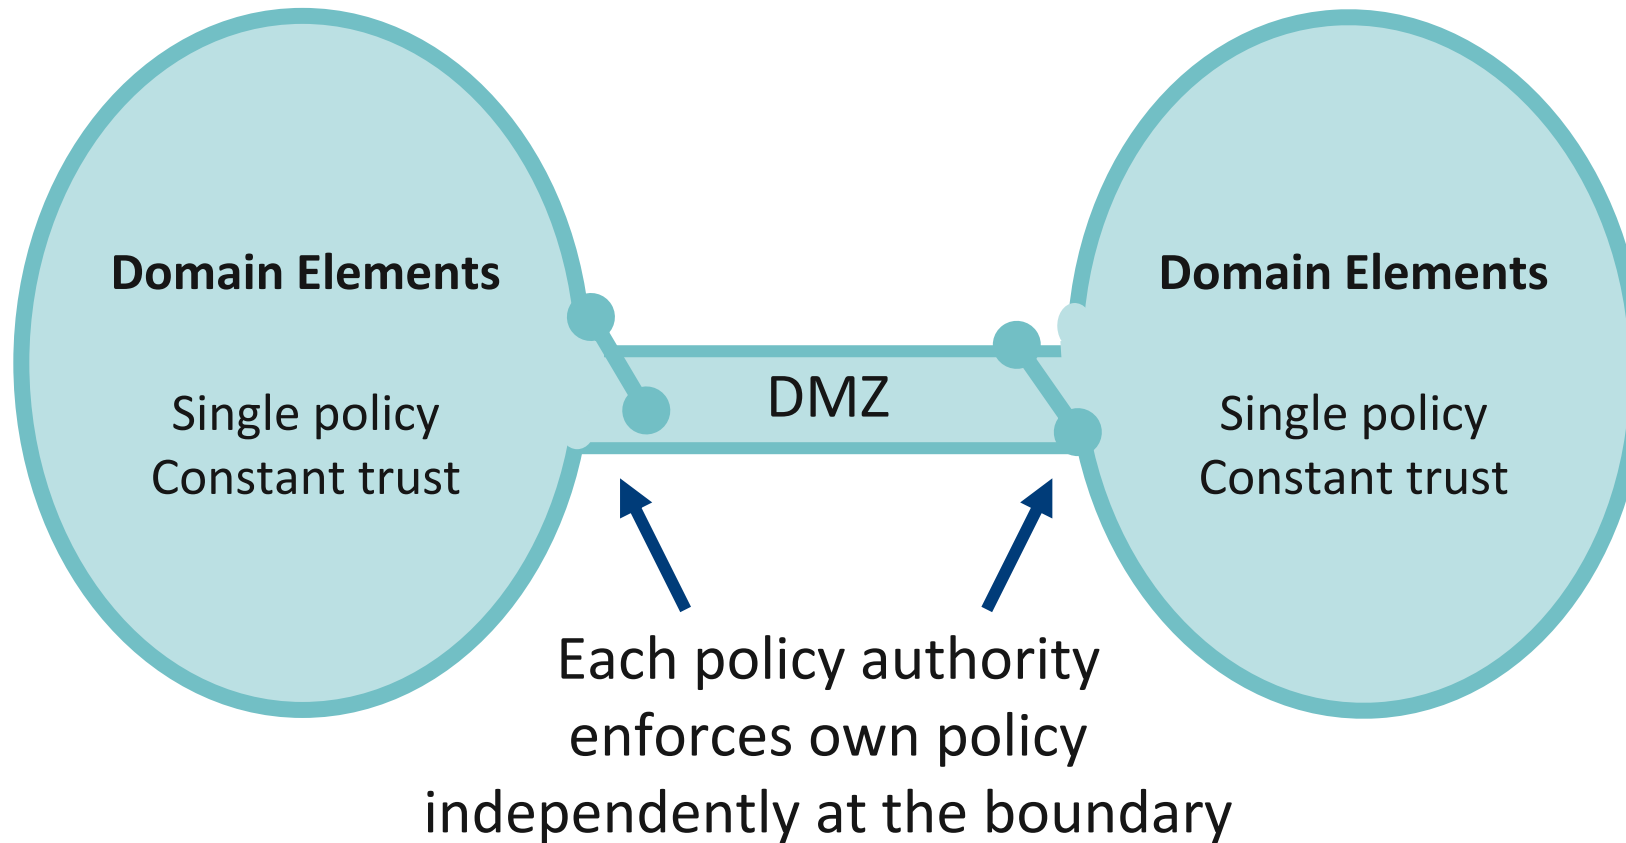 Domain Elements
Single policy
Constant trust
DMZ
Domain Elements
Single policy
Constant trust
Each policy authority
enforces own policy
independently at the boundary